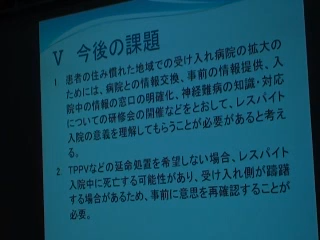 Ⅴ 今後の課題
1 患者の住み慣れた地域での受け入れ病院の拡大の
ためには、病院との情報交換、事前の情報提供、入
院中の情報の窓口の明確化、神経難病の知識・対応
についての研修会の開催などをとおして、レスパイト
入院の意義を理解してもらうことが必要があると考え
る。
2 TPPVなどの延命処置を希望しない場合、レスパイト
入院中に死亡する可能性があり、受け入れ側が躊躇
する場合があるため、事前に意思を再確認することが
必要。